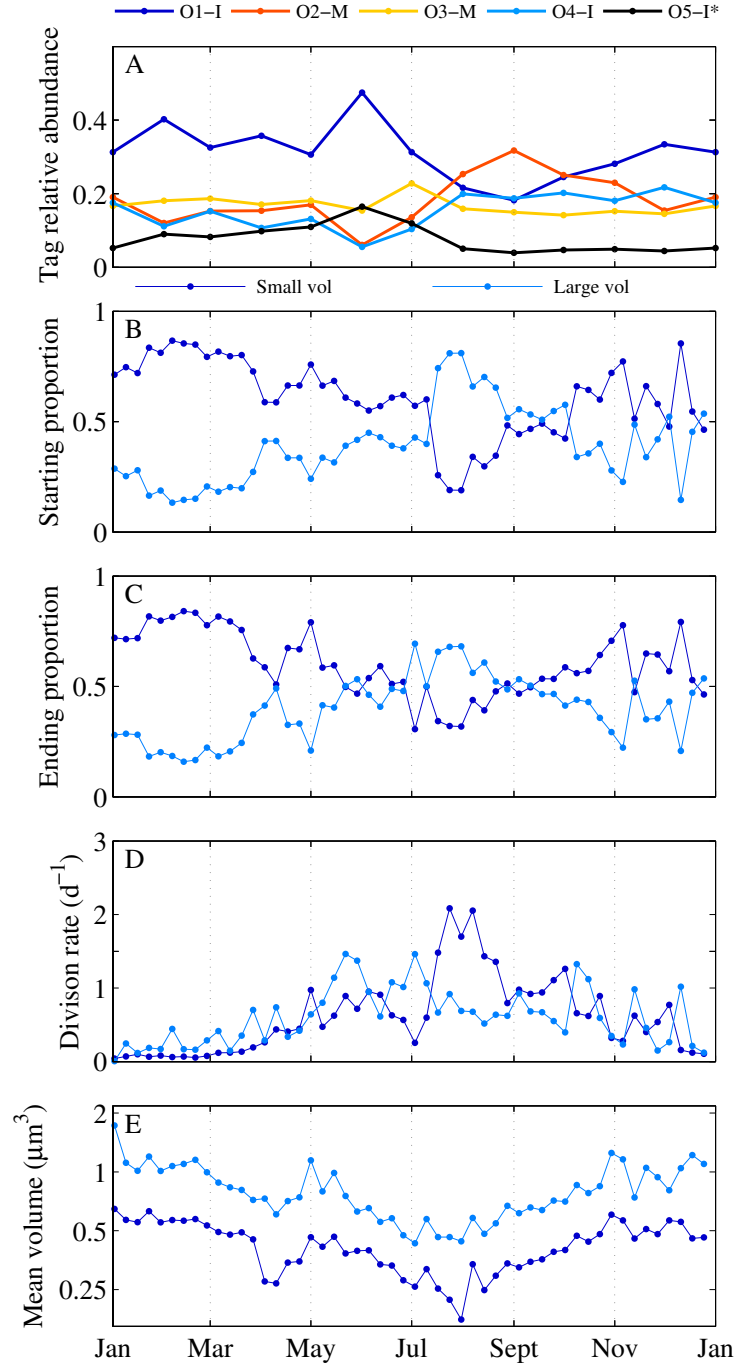 O1−I O2−M O3−M O4−I O5−I*
A
Tag relative abundance
0.4
0.2
0
Small vol Large vol
B
Starting proportion
1
0.5
0
C
Ending proportion
1
0.5
0
D
Divison rate (d−1)
3
2
1
0
E
Mean volume (μm3)
2
1
0.5
0.25
Jan Mar May Jul Sept Nov Jan